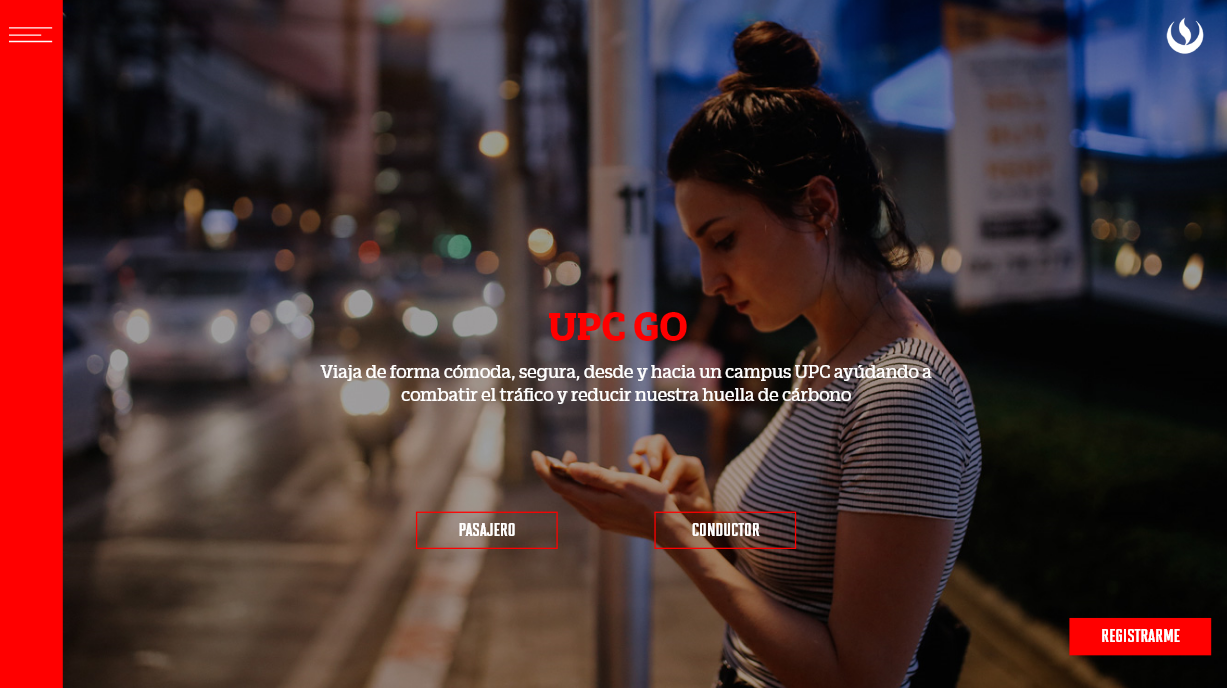 UPC GO
Viaja de forma cómoda, segura, desde y hacia un campus UPC ayúdando a
combatir el tráfico y reducir nuestra huella de cárbono
PASAJERO
CONDUCTOR
REGISTRARME